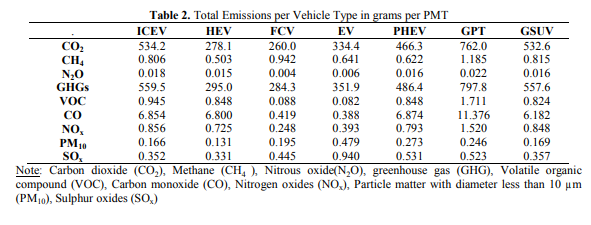 Table 2. Total Emissions per Vehicle Type in grams per PMT
ICEV HEV FCV EV PHEV GPT GSUV
CO2 534.2 278.1 260.0 334.4 466.3 762.0 532.6
CH4 0.806 0.503 0.942 0.641 0.622 1.185 0.815
N2O 0.018 0.015 0.004 0.006 0.016 0.022 0.016
GHGs 559.5 295.0 284.3 351.9 486.4 797.8 557.6
VOC 0.945 0.848 0.088 0.082 0.848 1.711 0.824
CO 6.854 6.800 0.419 0.388 6.874 11.376 6.182
NOx 0.856 0.725 0.248 0.393 0.793 1.520 0.848
PM10 0.166 0.131 0.195 0.479 0.273 0.246 0.169
SOx 0.352 0.331 0.445 0.940 0.531 0.523 0.357
Note: Carbon dioxide (CO2), Methane (CH4 ), Nitrous oxide(N2O), greenhouse gas (GHG), Volatile organic
compound (VOC), Carbon monoxide (CO), Nitrogen oxides (NOx), Particle matter with diameter less than 10 µm
(PM10), Sulphur oxides (SOx)